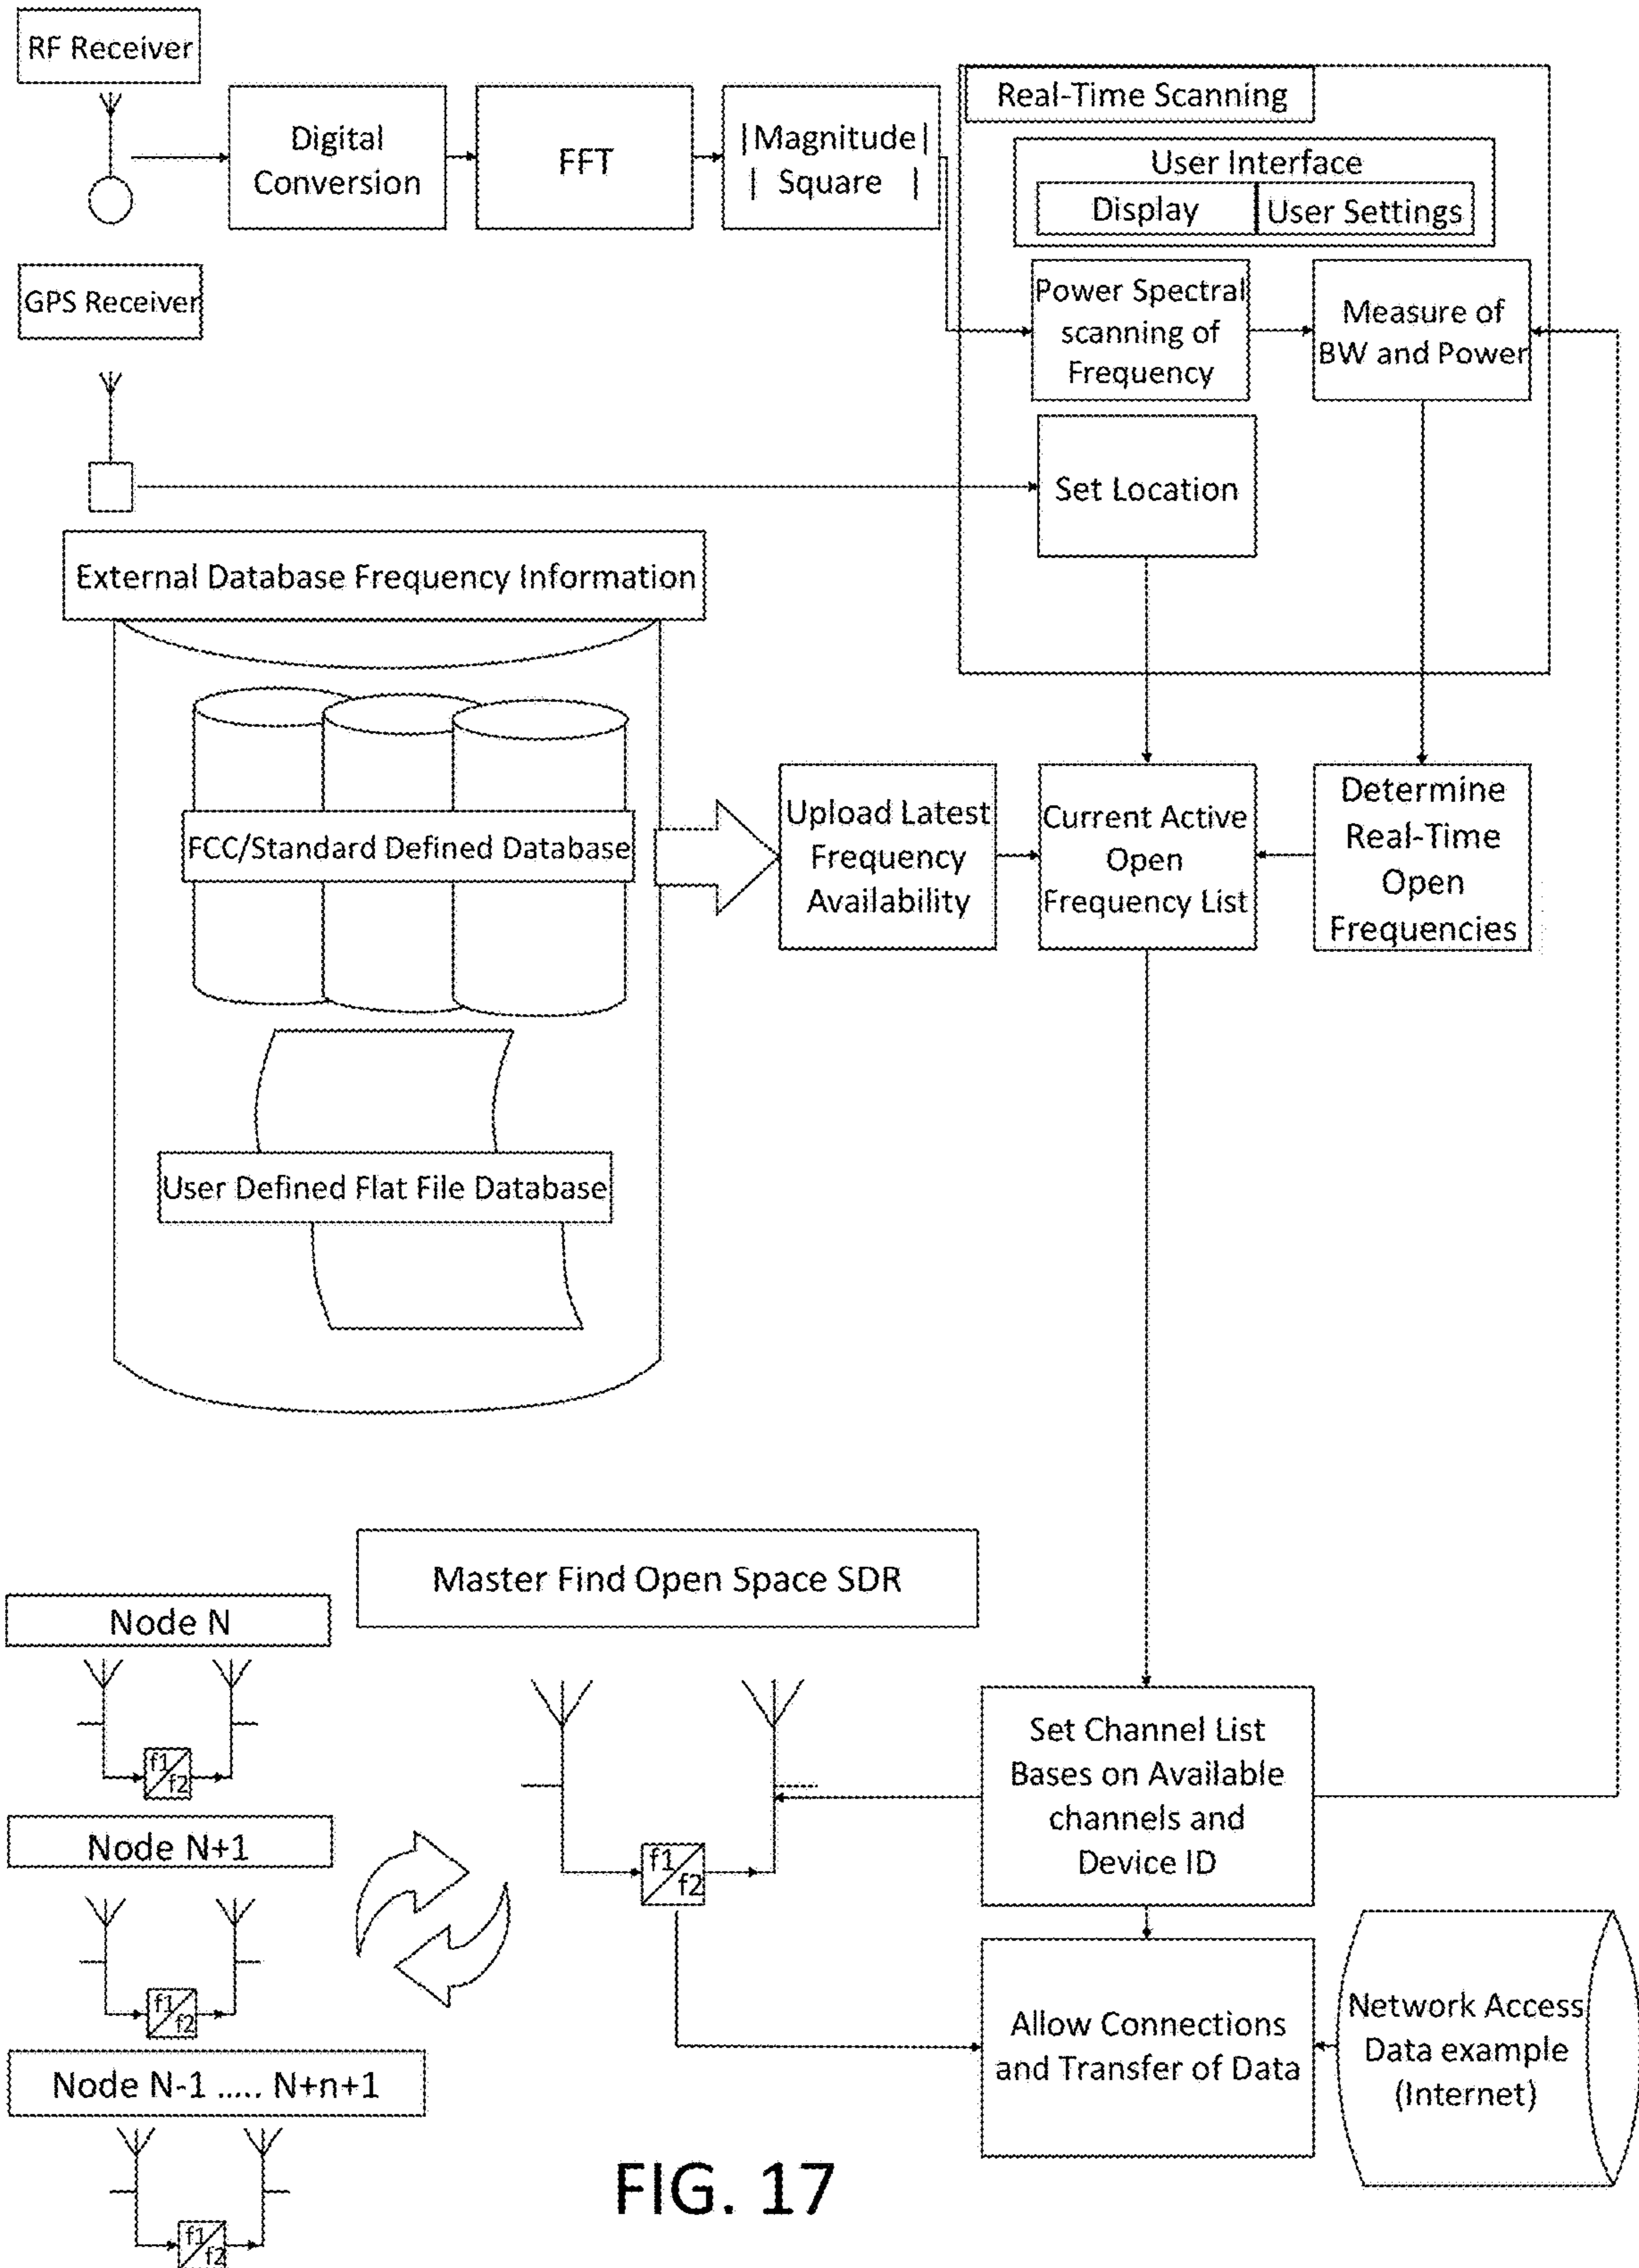 RF Receiver
Digital
Conversion
FFT
|Magnitude|
| Square |
Real-Time Scanning
User Interface
Display
User Settings
GPS Receiver
Power Spectral
scanning of
Frequency
Measure of
BW and Power
Set Location
External Database Frequency Information
FCC/Standard Defined Database
Upload Latest
Frequency
Availability
Current Active
Open
Frequency List
Determine
Real-Time
Open
Frequencies
User Defined Flat File Database
Master Find Open Space SDR
Node N
f1
f2
Node N+1
f1
f2
Node N-1 ..... N+n+1
f1
f2
f1
f2
Set Channel List
Bases on Available
channels and
Device ID
Allow Connections
and Transfer of Data
Network Access
Data example
(Internet)
FIG. 17